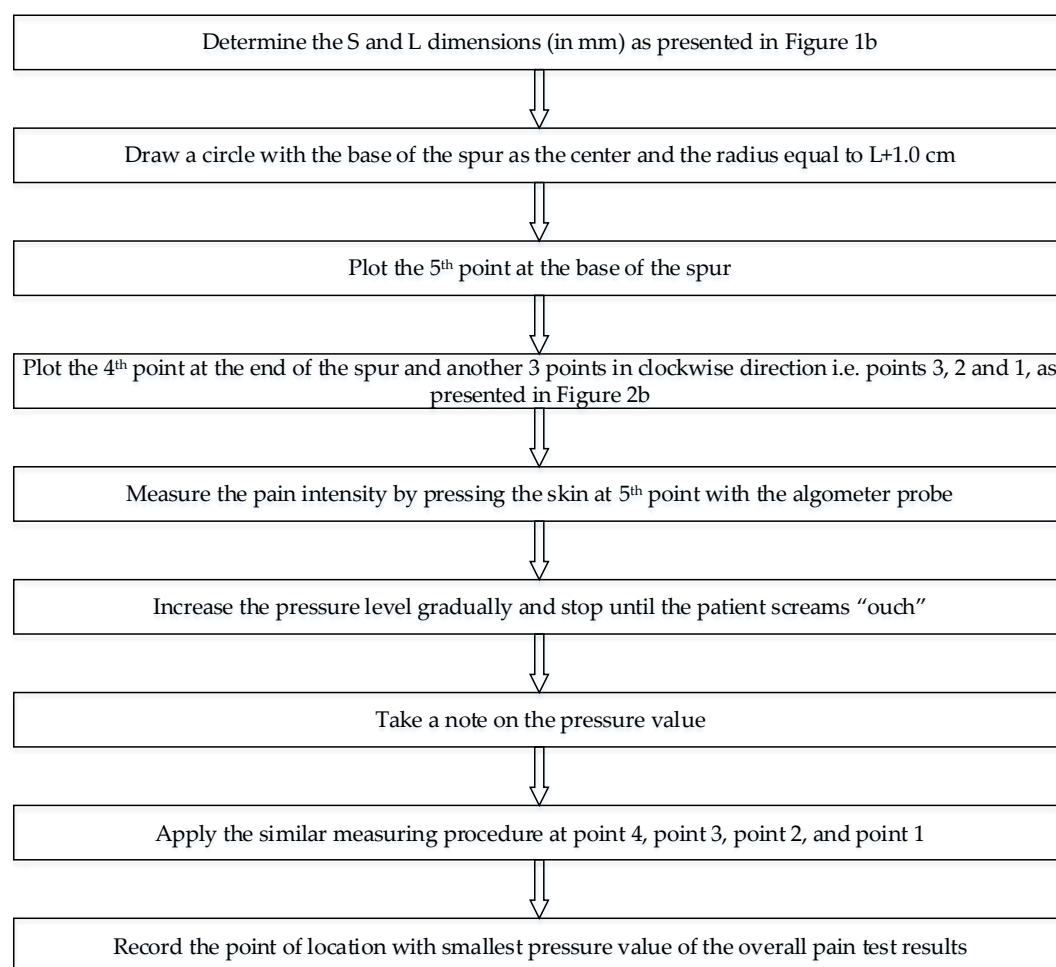 Determine the S and L dimensions (in mm) as presented in Figure 1b
Draw a circle with the base of the spur as the center and the radius equal to L+1.0 cm
Plot the 5th point at the base of the spur
Plot the 4th point at the end of the spur and another 3 points in clockwise direction i.e. points 3, 2 and 1, as
presented in Figure 2b
Measure the pain intensity by pressing the skin at 5th point with the algometer probe
Increase the pressure level gradually and stop until the patient screams “ouch”
Take a note on the pressure value
Apply the similar measuring procedure at point 4, point 3, point 2, and point 1
Record the point of location with smallest pressure value of the overall pain test results